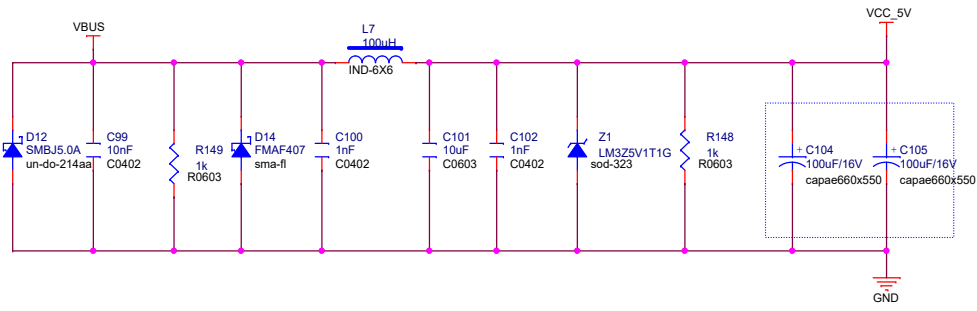 VBUS
L7
100uH
IND-6X6
VCC_5V
D12
SMBJ5.0A
un-do-214aa
C99
10nF
C0402
R149
1k
R0603
D14
FMAF407
sma-fl
C100
1nF
C0402
C101
10uF
C0603
C102
1nF
C0402
Z1
LM3Z5V1T1G
sod-323
R148
1k
R0603
+ C104
100uF/16V
capae660x550
+ C105
100uF/16V
capae660x550
GND